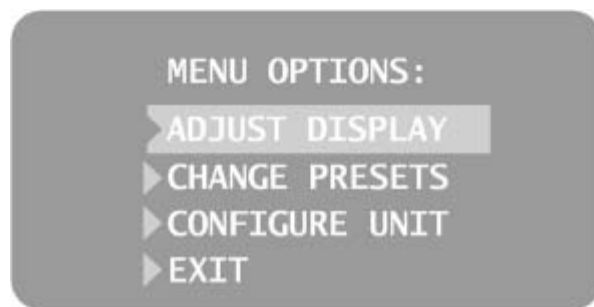 MENU OPTIONS:
ADJUST DISPLAY
CHANGE PRESETS
CONFIGURE UNIT
EXIT